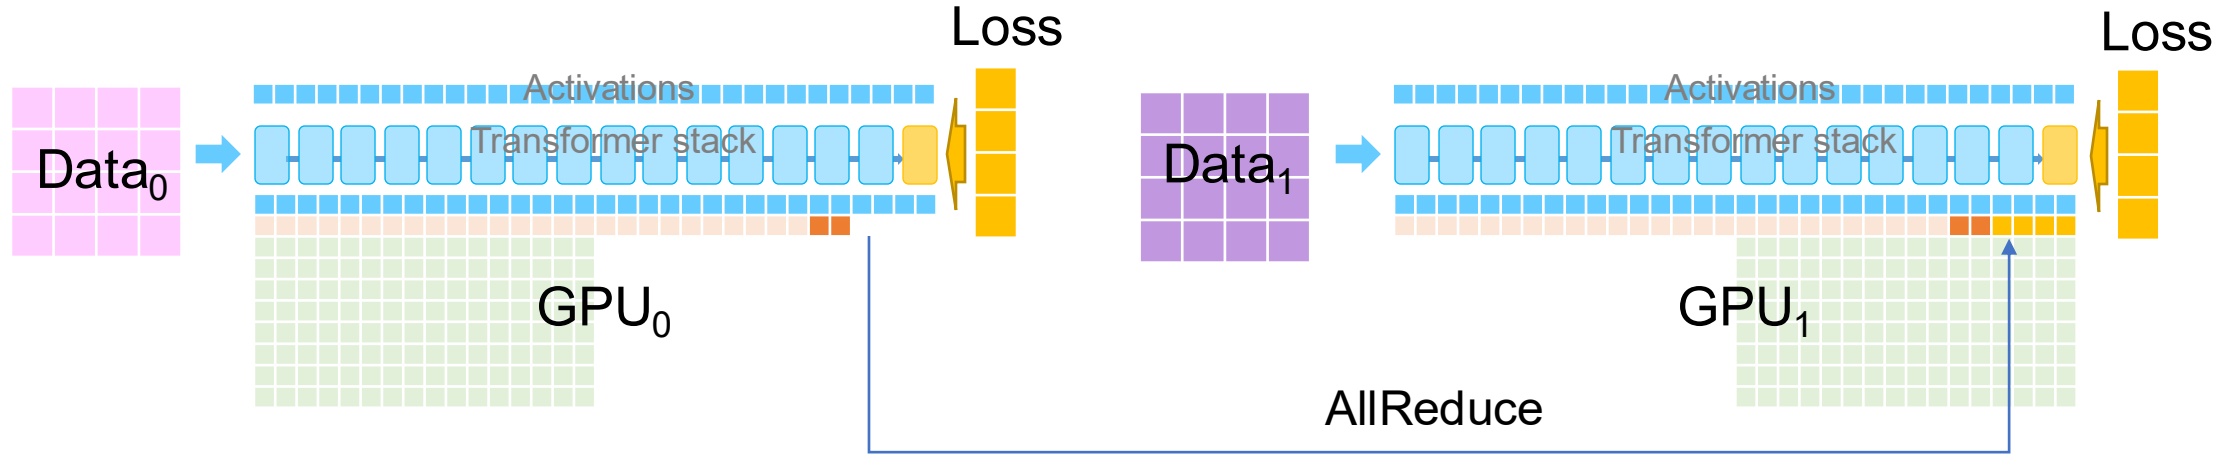 Loss
Activations
Transformer stack
Data0
GPU0
Loss
Activations
Transformer stack
Data1
GPU1
AllReduce